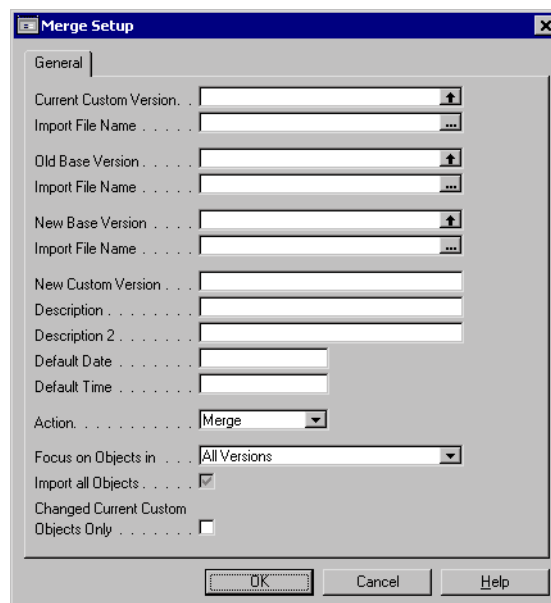 Merge Setup
General
Current Custom Version. . .
Import File Name . . . . . .
Old Base Version . . . . . .
Import File Name . . . . . .
New Base Version . . . . .
Import File Name . . . . . .
New Custom Version . . . .
Description . . . . . . . . .
Description 2 . . . . . . . .
Default Date . . . . . . . .
Default Time . . . . . . . .
Action. . . . . . . . . . . . Merge
Focus on Objects in . . . All Versions
Import all Objects . . . . . .
Changed Current Custom
Objects Only . . . . . . . .
OK Cancel Help